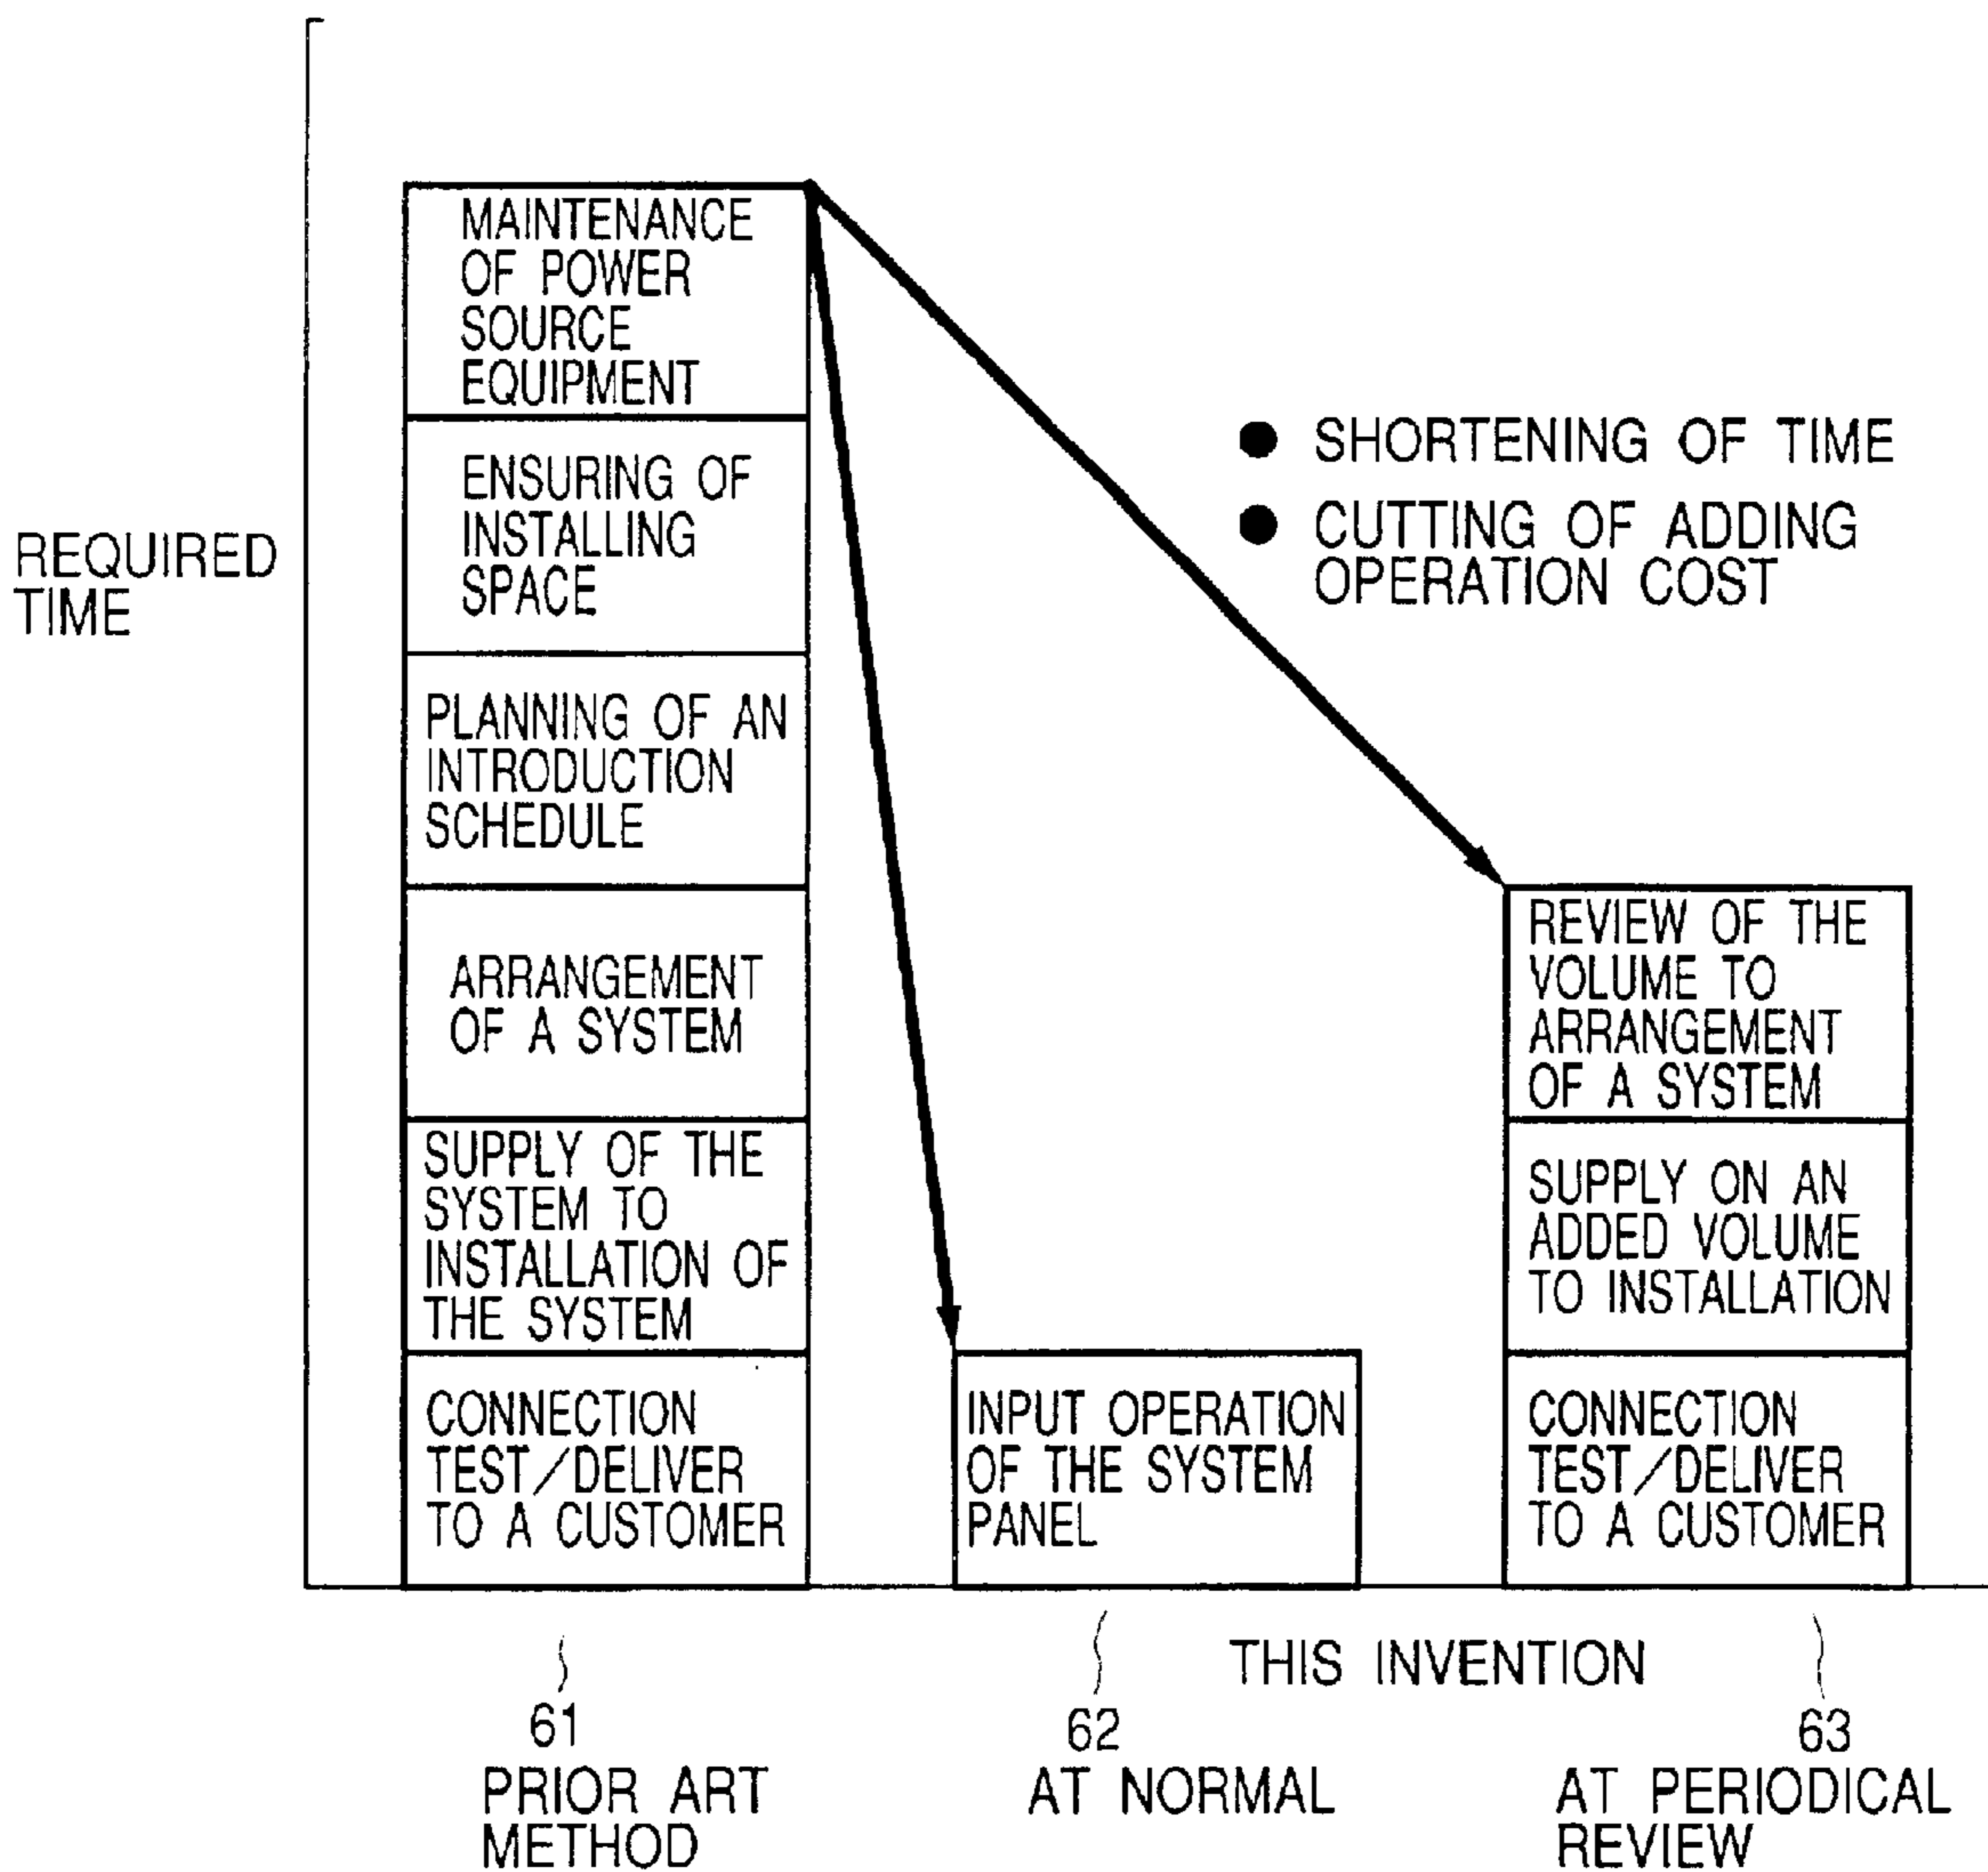 REQUIRED
TIME
MAINTENANCE
OF POWER
SOURCE
EQUIPMENT
ENSURING OF
INSTALLING
SPACE
PLANNING OF AN
INTRODUCTION
SCHEDULE
ARRANGEMENT
OF A SYSTEM
SUPPLY OF THE
SYSTEM TO
INSTALLATION OF
THE SYSTEM
CONNECTION
TEST/DELIVER
TO A CUSTOMER
● SHORTENING OF TIME
● CUTTING OF ADDING
OPERATION COST
INPUT OPERATION
OF THE SYSTEM
PANEL
REVIEW OF THE
VOLUME TO
ARRANGEMENT
OF A SYSTEM
SUPPLY ON AN
ADDED VOLUME
TO INSTALLATION
CONNECTION
TEST/DELIVER
TO A CUSTOMER
THIS INVENTION
61
PRIOR ART
METHOD
62
AT NORMAL
63
AT PERIODICAL
REVIEW